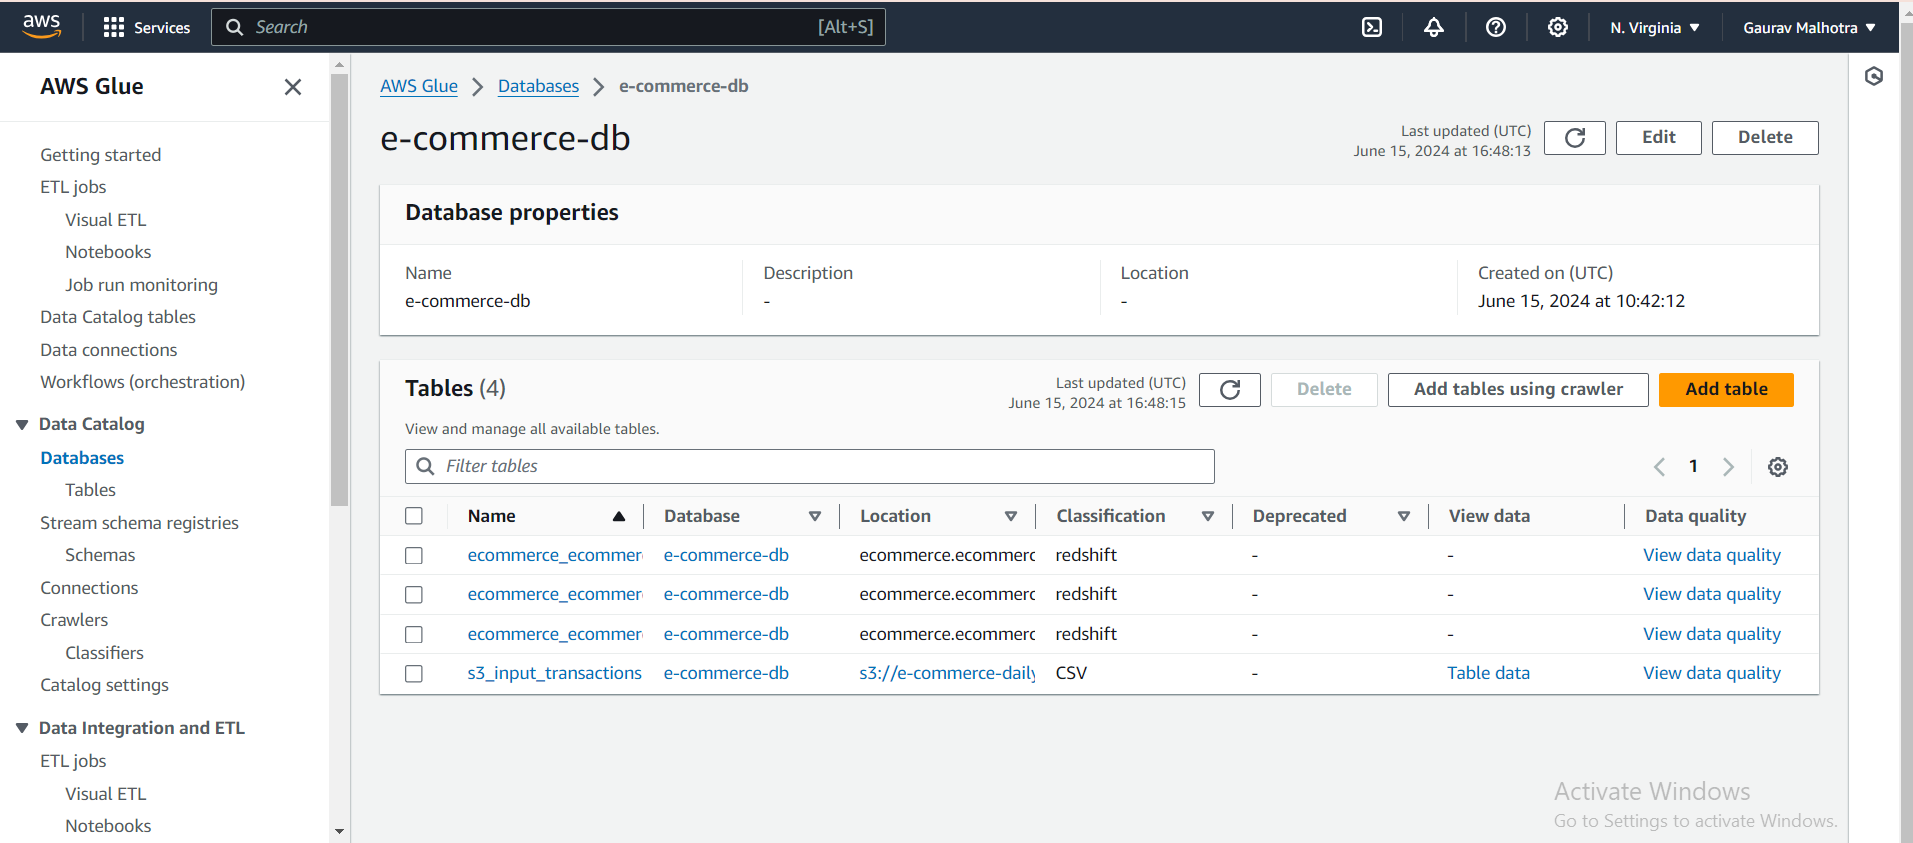 aws
Services
Search
[Alt+S]
N. Virginia
Gaurav Malhotra
AWS Glue
Getting started
ETL jobs
Visual ETL
Notebooks
Job run monitoring
Data Catalog tables
Data connections
Workflows (orchestration)
Data Catalog
Databases
Tables
Stream schema registries
Schemas
Connections
Crawlers
Classifiers
Catalog settings
Data Integration and ETL
ETL jobs
Visual ETL
Notebooks
AWS Glue > Databases > e-commerce-db
e-commerce-db
Last updated (UTC)
June 15, 2024 at 16:48:13
Edit
Delete
Database properties
Name
e-commerce-db
Description
-
Location
-
Created on (UTC)
June 15, 2024 at 10:42:12
Tables (4)
Last updated (UTC)
June 15, 2024 at 16:48:15
Delete
Add tables using crawler
Add table
View and manage all available tables.
Filter tables
1
Name Database Location Classification Deprecated View data Data quality
ecommerce_ecommer e-commerce-db ecommerce.ecommerc redshift - - View data quality
ecommerce_ecommer e-commerce-db ecommerce.ecommerc redshift - - View data quality
ecommerce_ecommer e-commerce-db ecommerce.ecommerc redshift - - View data quality
s3_input_transactions e-commerce-db s3://e-commerce-daily CSV - Table data View data quality
Activate Windows
Go to Settings to activate Windows.